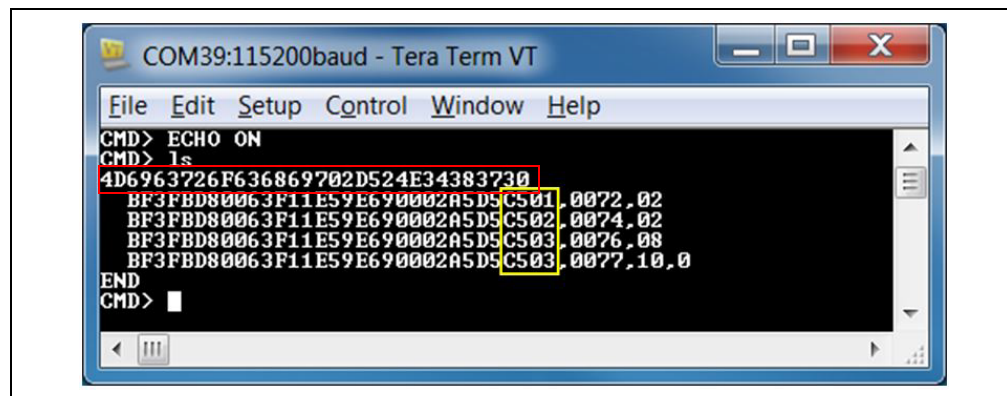 COM39:115200baud - Tera Term VT
File Edit Setup Control Window Help
CMD> ECHO ON
CMD> ls
4D6963726F636869702D524E34383730
BF3FBD80063F11E59E690002A5D5C501,0072,02
BF3FBD80063F11E59E690002A5D5C502,0074,02
BF3FBD80063F11E59E690002A5D5C503,0076,08
BF3FBD80063F11E59E690002A5D5C503,0077,10,0
END
CMD>